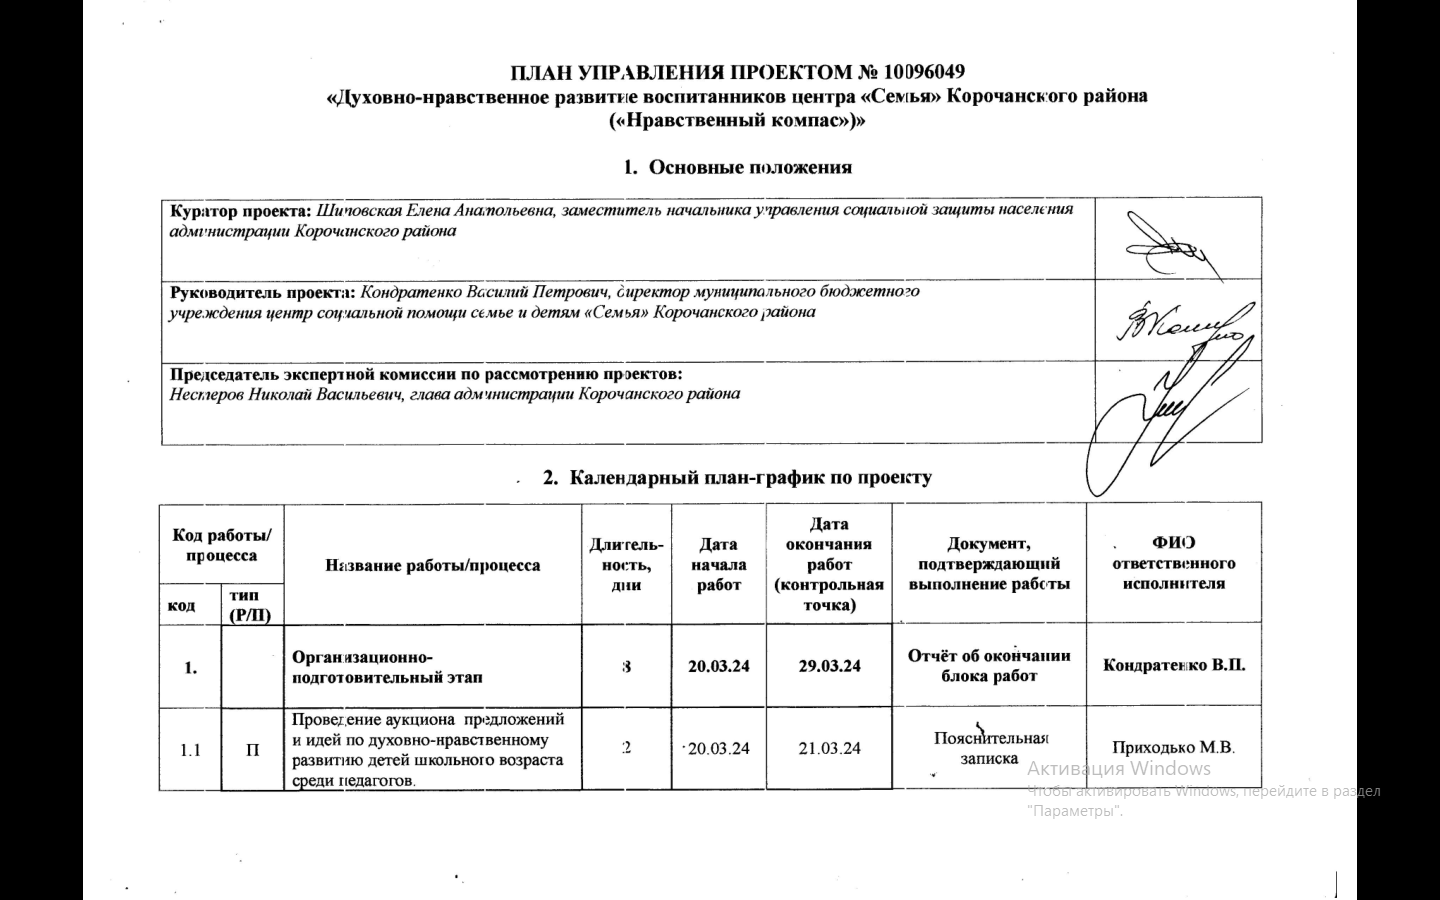 ПЛАН УПРАВЛЕНИЯ ПРОЕКТОМ № 10096049
«Духовно-нравственное развитие воспитанников центра «Семья» Корочанского района
(«Нравственный компас»)»
1. Основные положения
Куратор проекта: Шиповская Елена Анатольевна, заместитель начальника управления социальной защиты населения
администрации Корочанского района
Руководитель проекта: Кондратенко Василий Петрович, директор муниципального бюджетного
учреждения центр социальной помощи семье и детям «Семья» Корочанского района
Председатель экспертной комиссии по рассмотрению проектов:
Нестеров Николай Васильевич, глава администрации Корочанского района
2. Календарный план-график по проекту
Код работы/
процесса
код
тип
(Р/П)
Название работы/процесса
Длитель-
ность,
дни
Дата
начала
работ
Дата
окончания
работ
(контрольная
точка)
Документ,
подтверждающий
выполнение работы
ФИО
ответственного
исполнителя
1.
Организационно-
подготовительный этап
8
20.03.24
29.03.24
Отчёт об окончании
блока работ
Кондратенко В.П.
1.1
П
Проведение аукциона предложений
и идей по духовно-нравственному
развитию детей школьного возраста
среди педагогов.
2
20.03.24
21.03.24
Пояснительная
записка
Приходько М.В.
Активация Windows
Чтобы активировать Windows, перейдите в раздел
"Параметры".